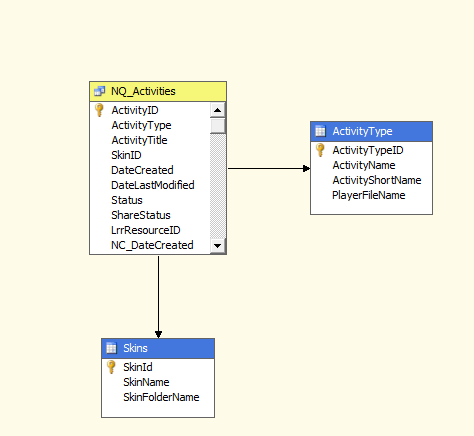 NQ_Activities
ActivityID
ActivityType
ActivityTitle
SkinID
DateCreated
DateLastModified
Status
ShareStatus
LrrResourceID
NC_DateCreated
ActivityType
ActivityTypeID
ActivityName
ActivityShortName
PlayerFileName
Skins
SkinId
SkinName
SkinFolderName